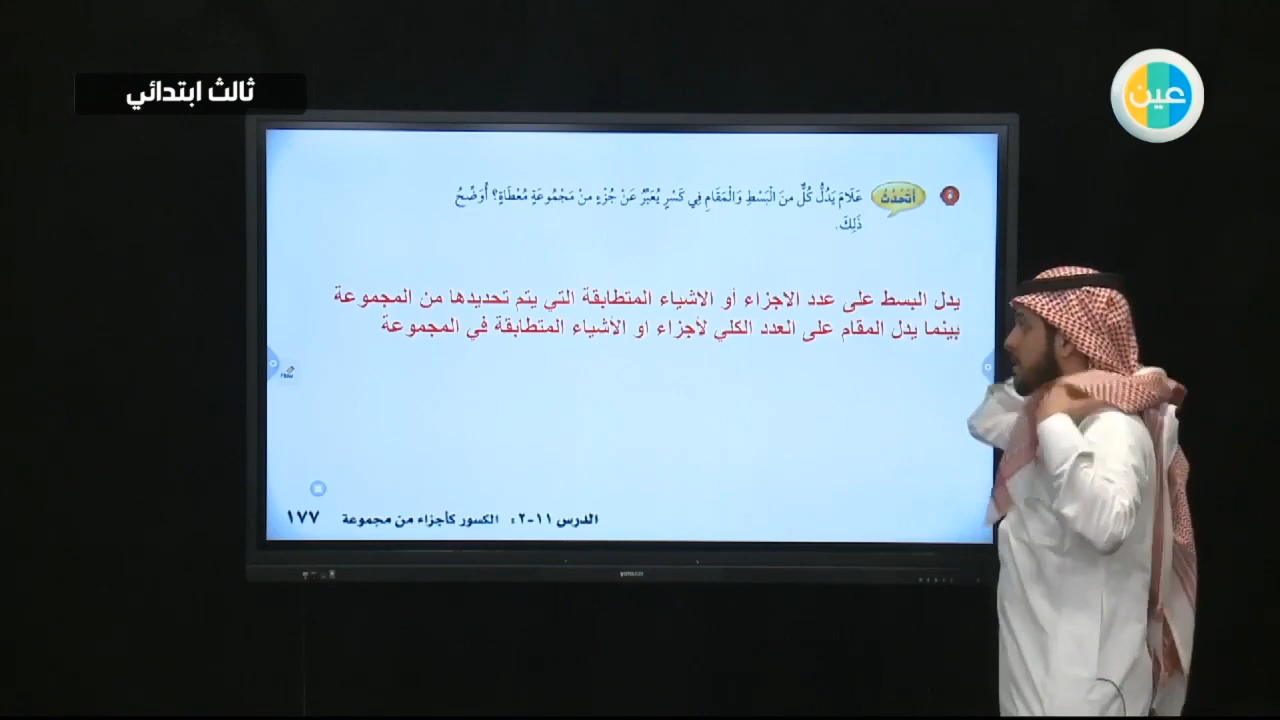 ثالث ابتدائي
عين
أَتَحَدَّثُ عَلَامَ يَدُلُّ كُلٌّ مِنَ الْبَسْطِ وَالْمَقَامِ فِي كَسْرٍ يُعَبِّرُ عَنْ جُزْءٍ مِنْ مَجْمُوعَةٍ مُعْطَاةٍ؟ أُوَضِّحُ
ذَلِكَ.
يدل البسط على عدد الاجزاء أو الاشياء المتطابقة التي يتم تحديدها من المجموعة
بينما يدل المقام على العدد الكلي لأجزاء او الأشياء المتطابقة في المجموعة
الدرس ١١-٢: الكسور كأجزاء من مجموعة ١٧٧